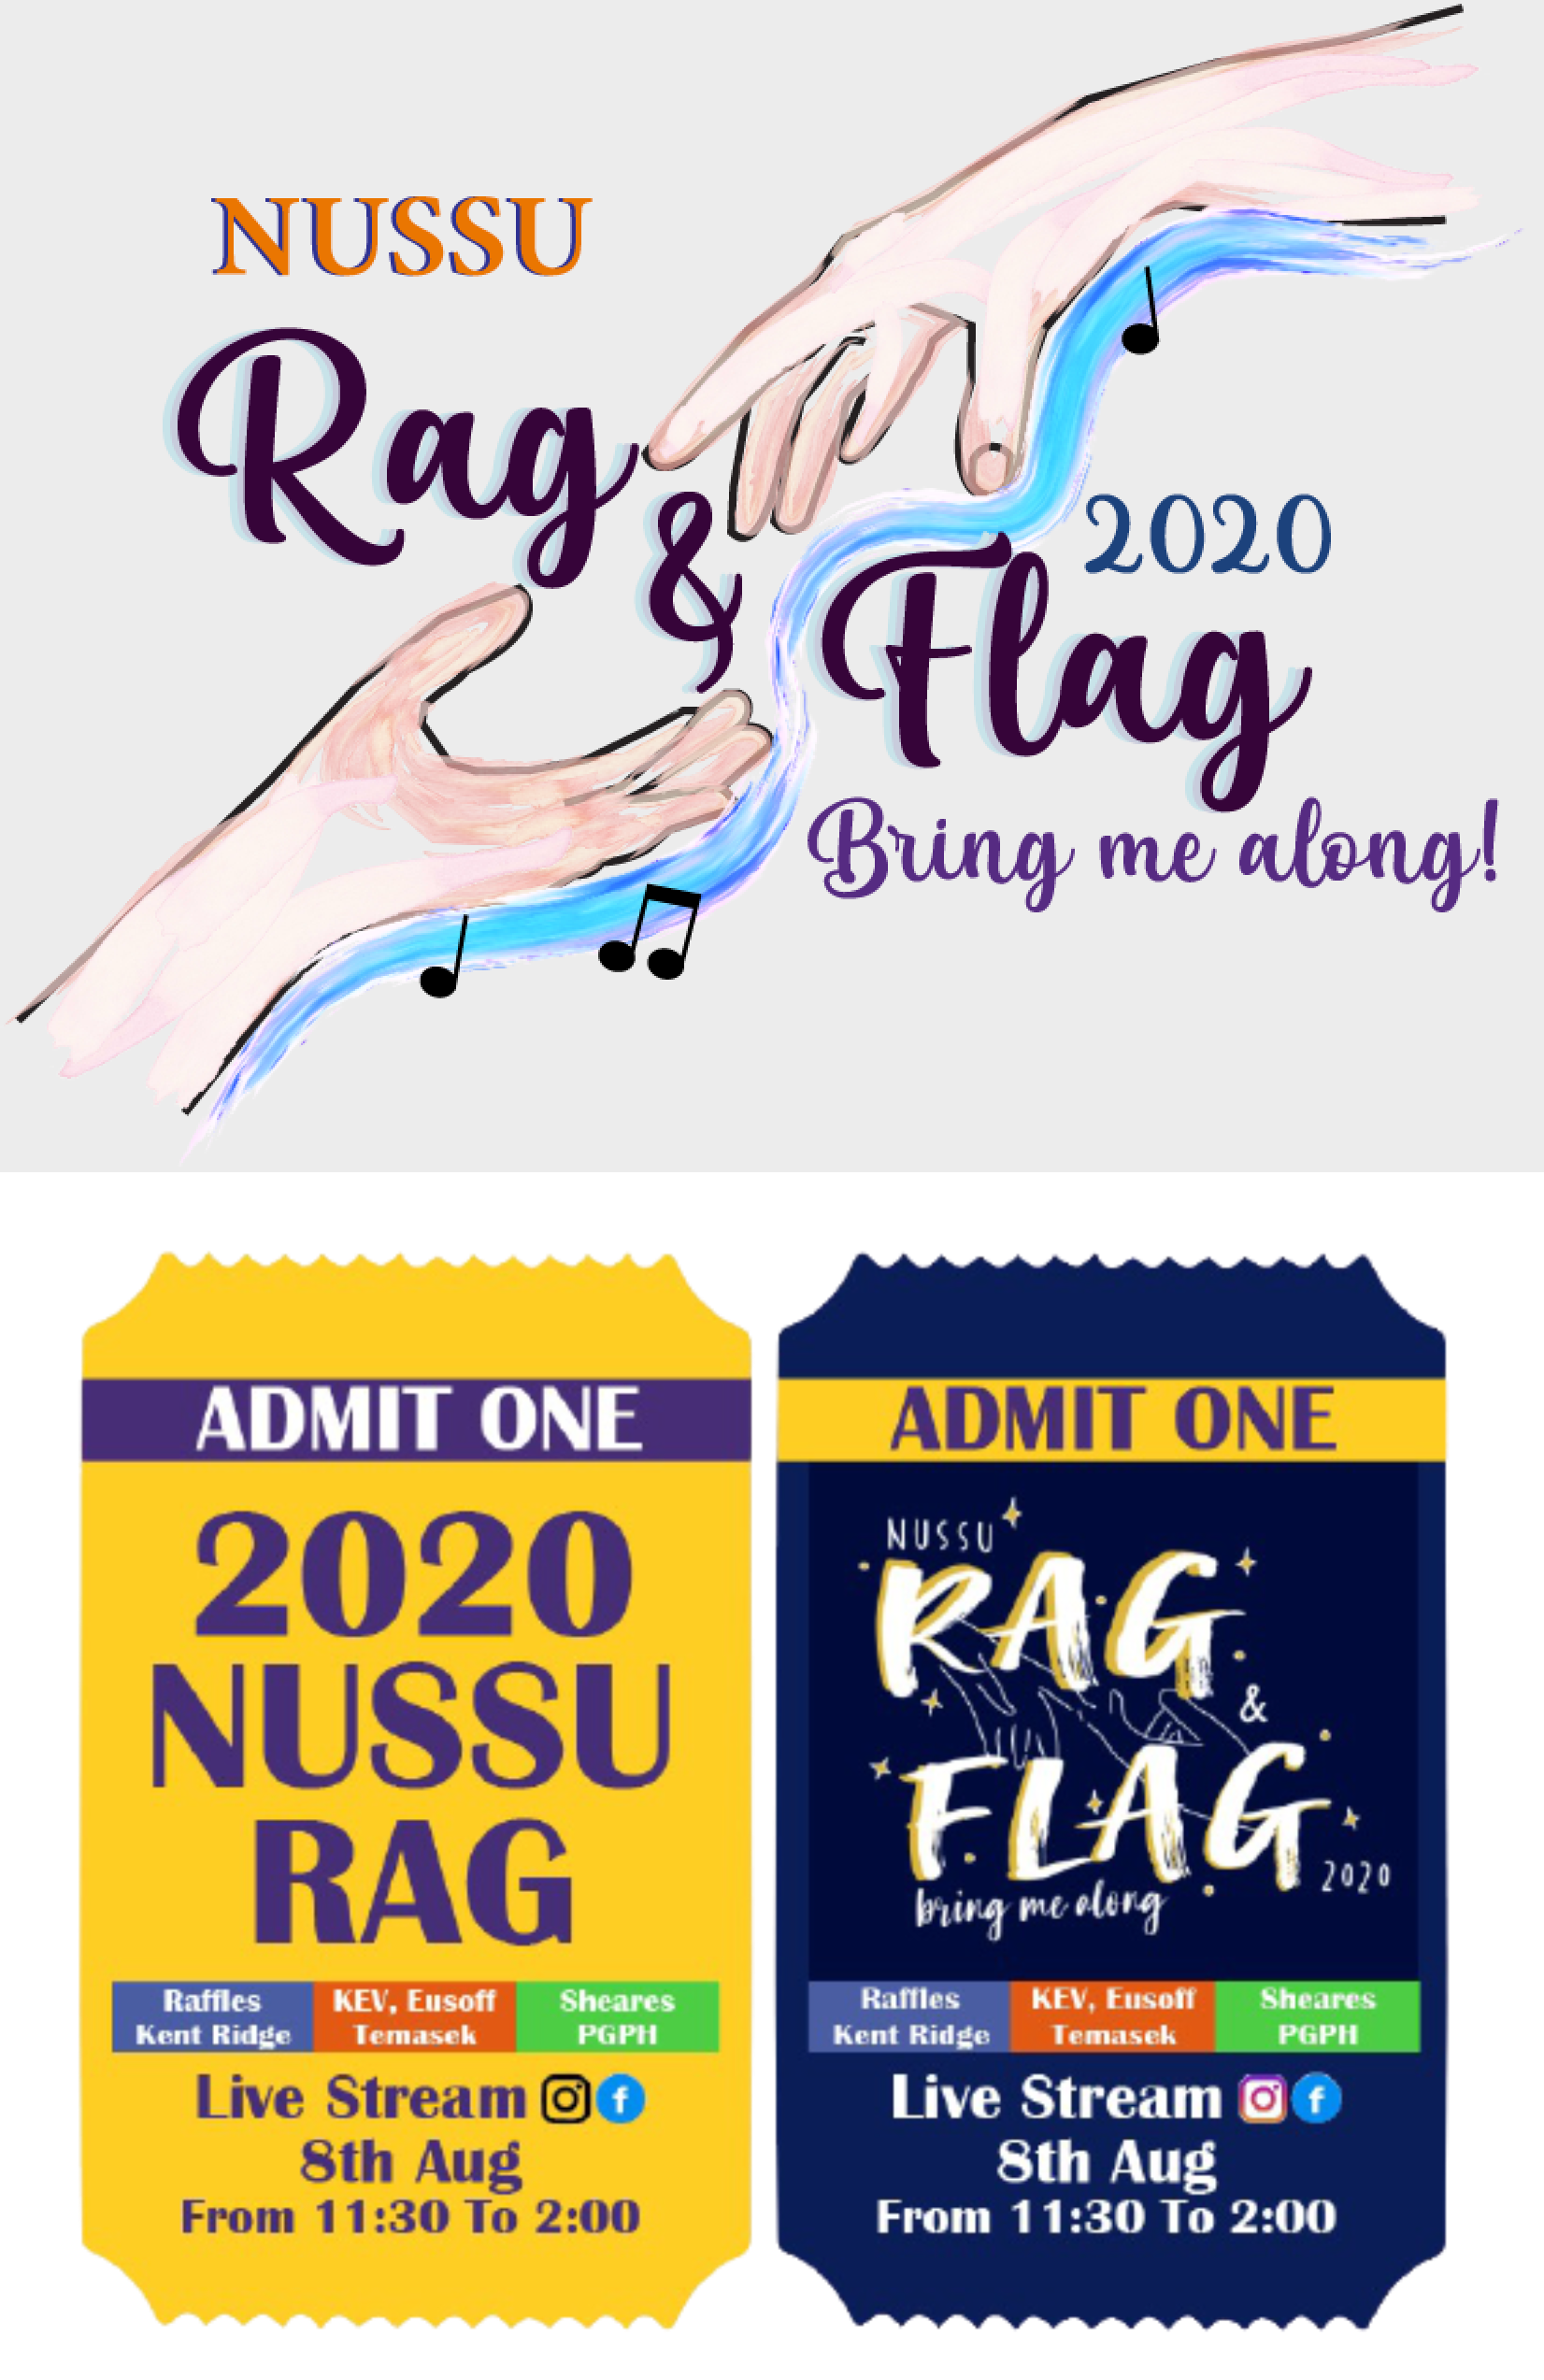 NUSSU
Rag
&
2020
Flag
Bring me along!
ADMIT ONE
2020
NUSSU
RAG
Raffles
Kent Ridge
KEV, Eusoff
Temasek
Sheares
PGPH
Live Stream
8th Aug
From 11:30 To 2:00
ADMIT ONE
NUSSU
RAG
&
FLAG
2020
bring me along
Raffles
Kent Ridge
KEV, Eusoff
Temasek
Sheares
PGPH
Live Stream
8th Aug
From 11:30 To 2:00